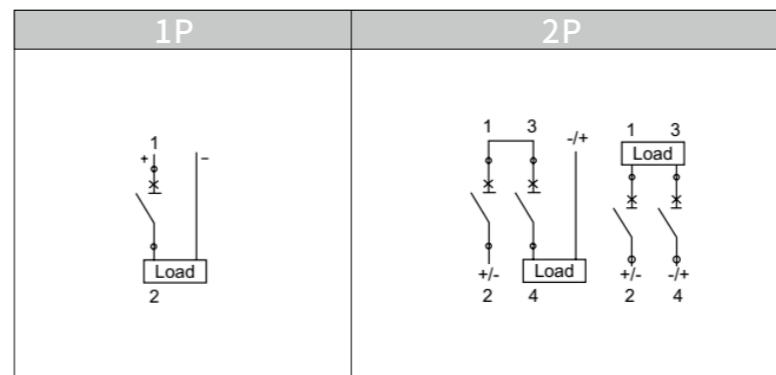 1P 2P
1 3 -/+ 1 3
1
+ – Load
Load Load
+/- +/- -/+
2 2 4 2 4